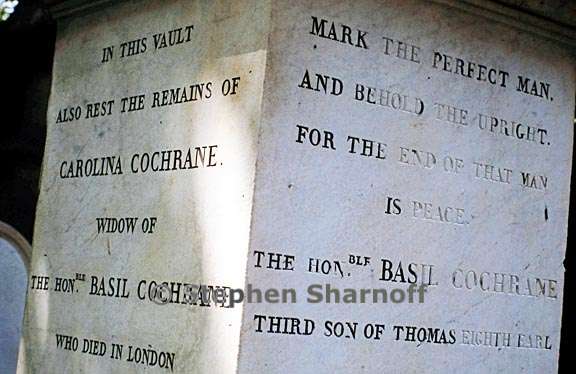 IN THIS VAULT
ALSO REST THE REMAINS OF
CAROLINA COCHRANE.
WIDOW OF
THE HON.BLE BASIL COCHRANE
WHO DIED IN LONDON
MARK THE PERFECT MAN,
AND BEHOLD THE UPRIGHT.
FOR THE END OF THAT MAN
IS PEACE.
THE HON.BLE BASIL COCHRANE
THIRD SON OF THOMAS EIGHTH EARL
© Stephen Sharnoff